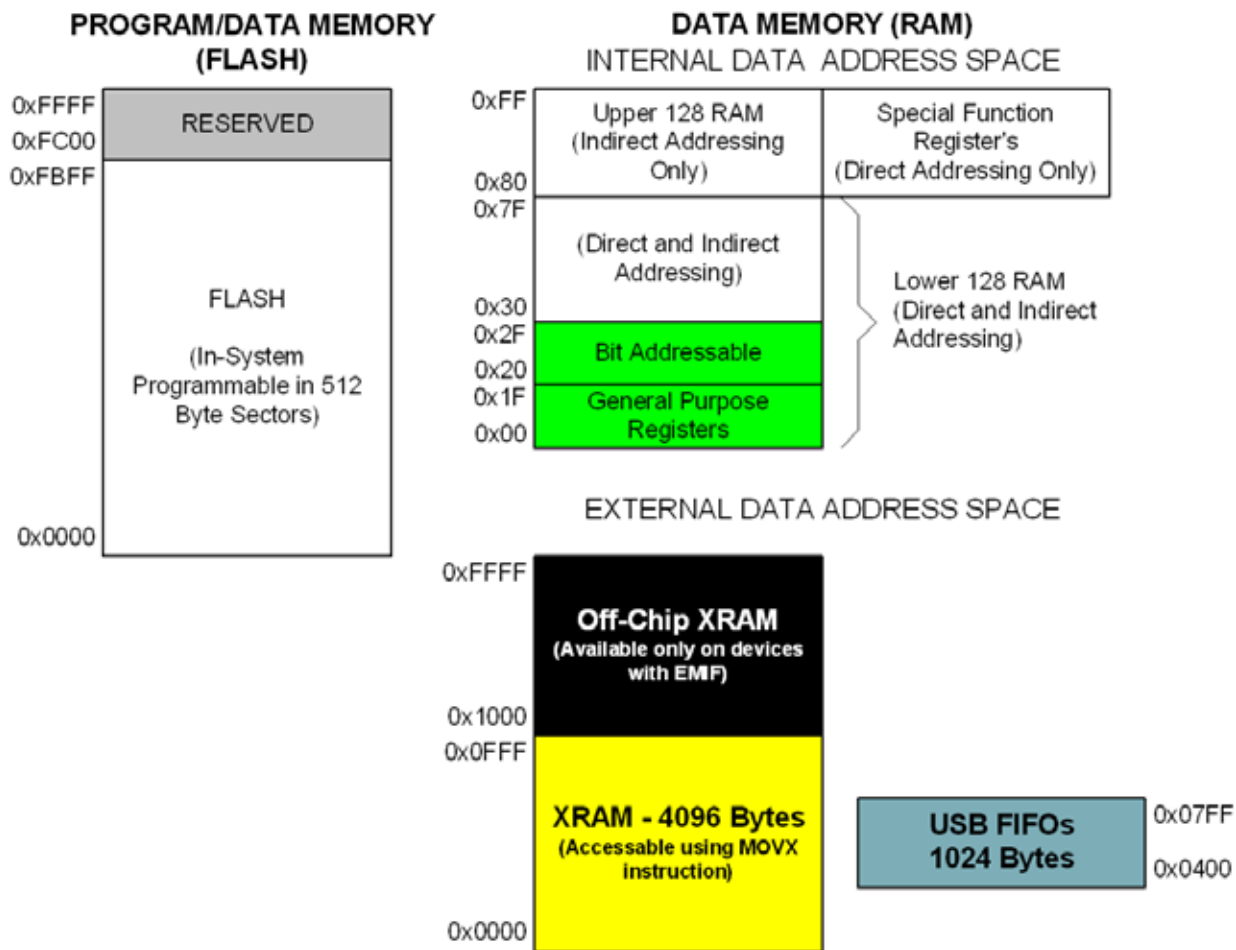 PROGRAM/DATA MEMORY
(FLASH)
0xFFFF
RESERVED
0xFC00
0xFBFF
FLASH
(In-System
Programmable in 512
Byte Sectors)
0x0000
DATA MEMORY (RAM)
INTERNAL DATA ADDRESS SPACE
0xFF
Upper 128 RAM
(Indirect Addressing
Only)
0x80
Special Function
Register's
(Direct Addressing Only)
0x7F
(Direct and Indirect
Addressing)
0x30
0x2F
Bit Addressable
0x20
0x1F
General Purpose
Registers
0x00
Lower 128 RAM
(Direct and Indirect
Addressing)
EXTERNAL DATA ADDRESS SPACE
0xFFFF
Off-Chip XRAM
(Available only on devices
with EMIF)
0x1000
0x0FFF
XRAM - 4096 Bytes
(Accessable using MOVX
instruction)
0x0000
USB FIFOs
1024 Bytes
0x07FF
0x0400